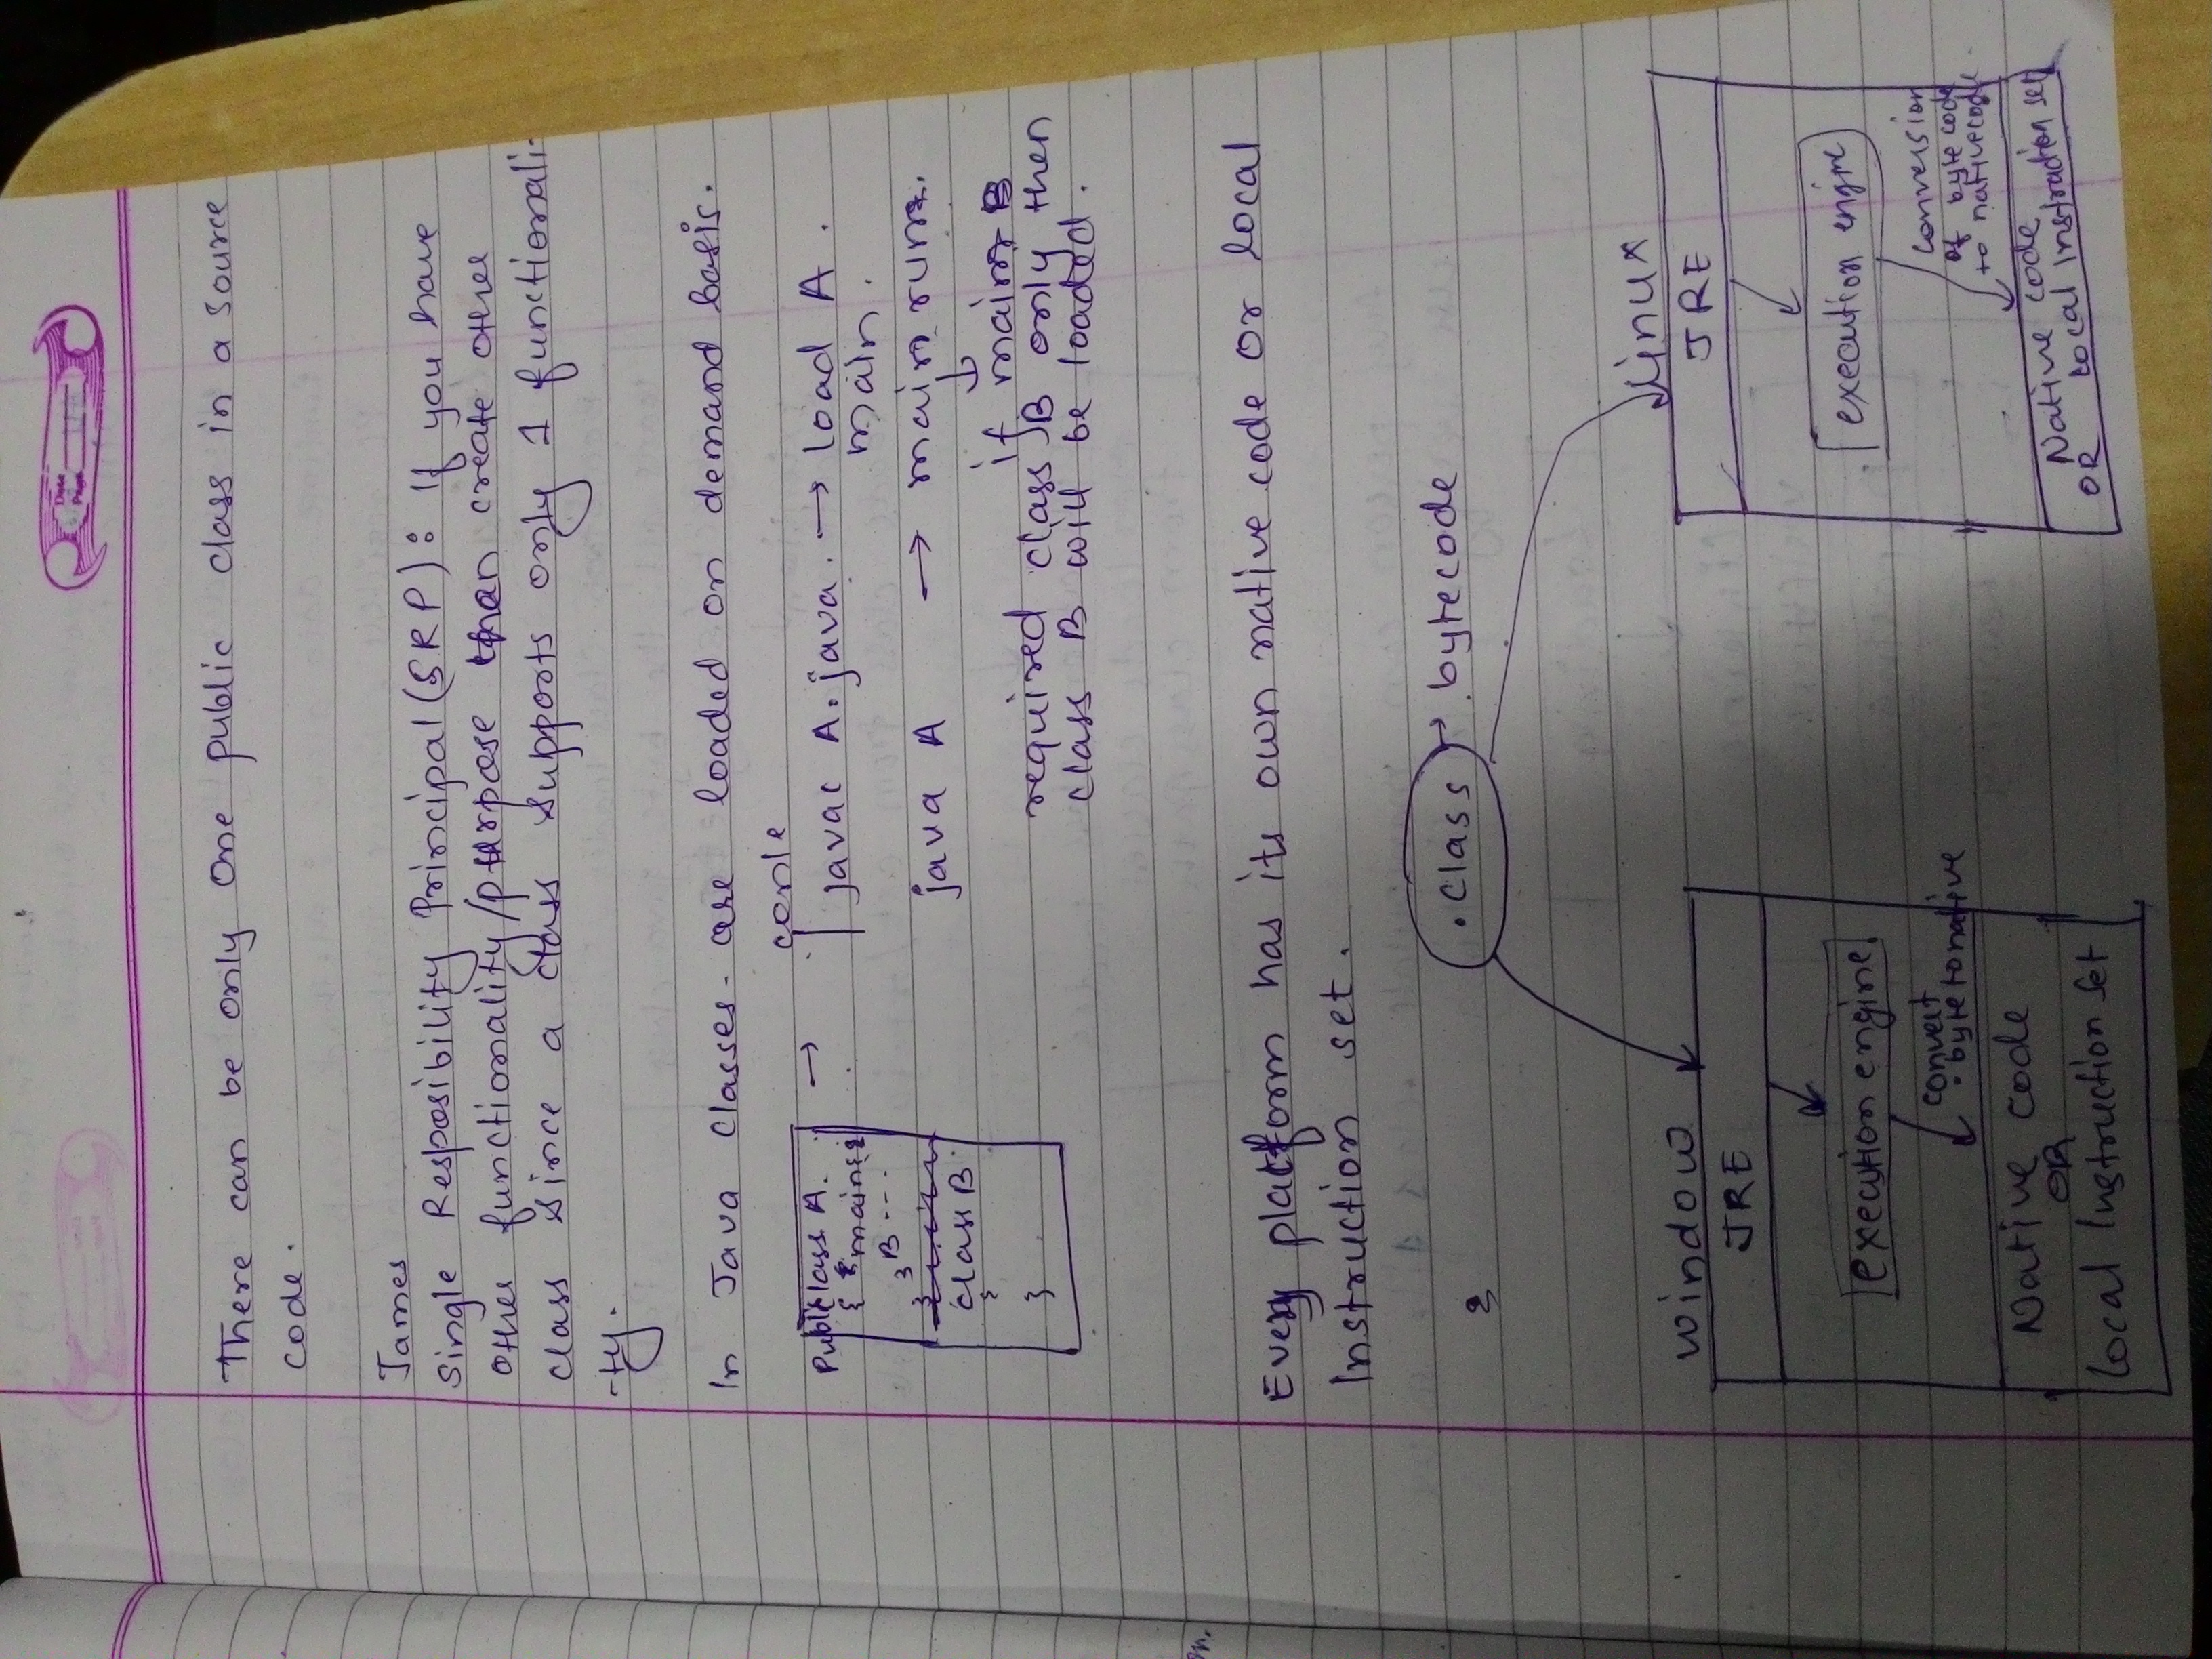 Date
Page
There can be only one public class in a source
code.
James
Single Resposibility Principal (SRP): If you have
other functionality/purpose than create other
class since a class supports only 1 functionali-
-ty.
In Java classes are loaded on demand basis.
Public class A.
{ main {
} B ---
}
class B
{
}
→
javac A.java. → load A.
main.
java A → main runs.
↓
if main B
required class B only then
class B will be loaded.
Every platform has its own native code or local
Instruction set.
.class → bytecode
window
JRE
execution engine
convert
byte to native
Native code
OR
Local Instruction set
Linux
JRE
execution engine
conversion
of byte code
to nativecode
Native code
OR Local Instruction set